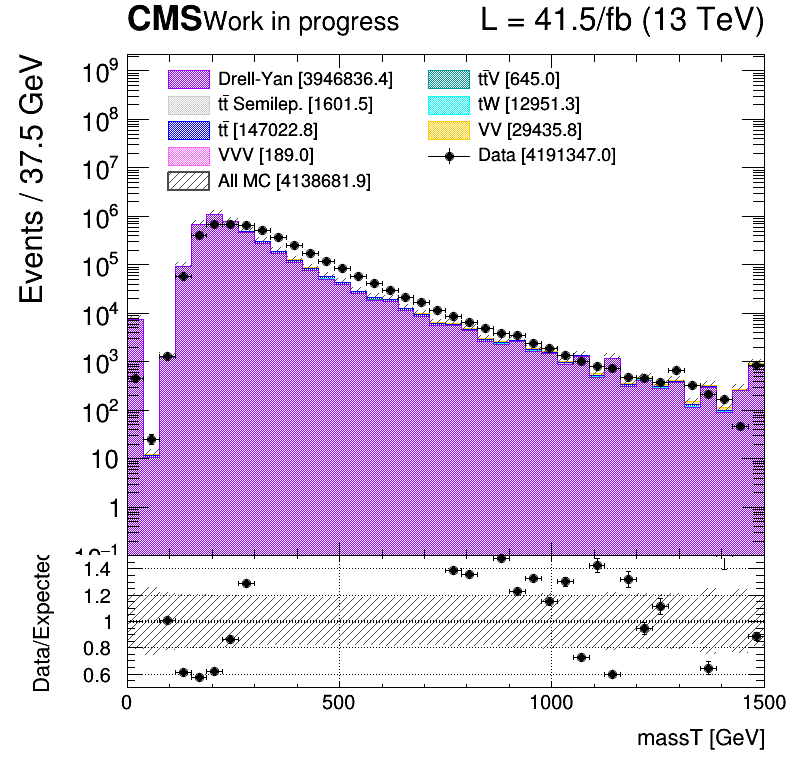 CMS Work in progress L = 41.5/fb (13 TeV)
Events / 37.5 GeV
10⁹
10⁸
10⁷
10⁶
10⁵
10⁴
10³
10²
10
1
10⁻¹
Drell-Yan [3946836.4]
tt̄ Semilep. [1601.5]
tt̄ [147022.8]
VVV [189.0]
All MC [4138681.9]
tt̄V [645.0]
tW [12951.3]
VV [29435.8]
Data [4191347.0]
Data/Expected
1.4
1.2
1
0.8
0.6
0 500 1000 1500
massT [GeV]